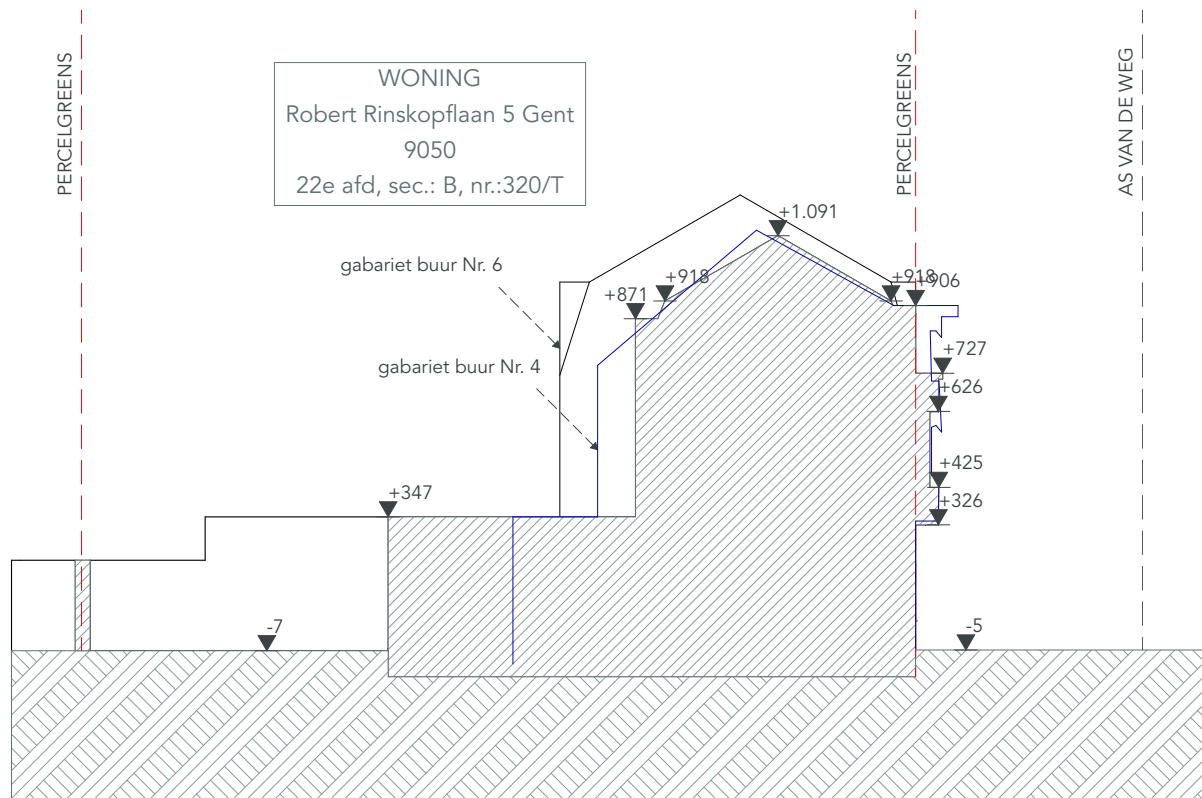 PERCELGREENS
WONING
Robert Rinskopflaan 5 Gent
9050
22e afd, sec.: B, nr.:320/T
PERCELGREENS
AS VAN DE WEG
+1.091
gabariet buur Nr. 6
+918
+918
+906
+871
+727
gabariet buur Nr. 4
+626
+425
+347
+326
-7
-5